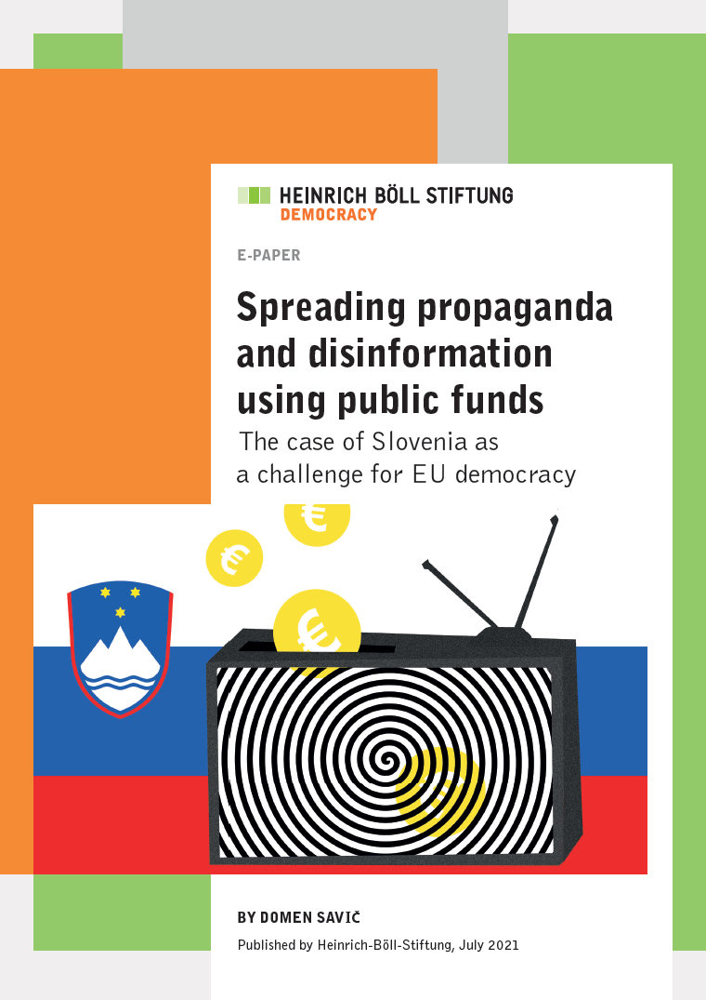 HEINRICH BÖLL STIFTUNG
DEMOCRACY
E-PAPER
Spreading propaganda
and disinformation
using public funds
The case of Slovenia as
a challenge for EU democracy
€
€
€
€
BY DOMEN SAVIČ
Published by Heinrich-Böll-Stiftung, July 2021